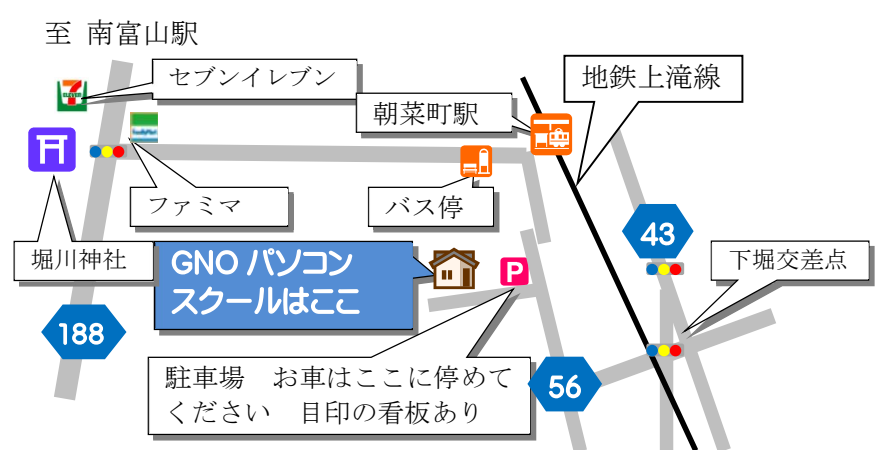 至 南富山駅
セブンイレブン
地鉄上滝線
ELEVEN
朝菜町駅
FamilyMart
ファミマ
バス停
堀川神社
GNO パソコン
スクールはここ
43
下堀交差点
P
188
駐車場　お車はここに停めて
ください　目印の看板あり
56